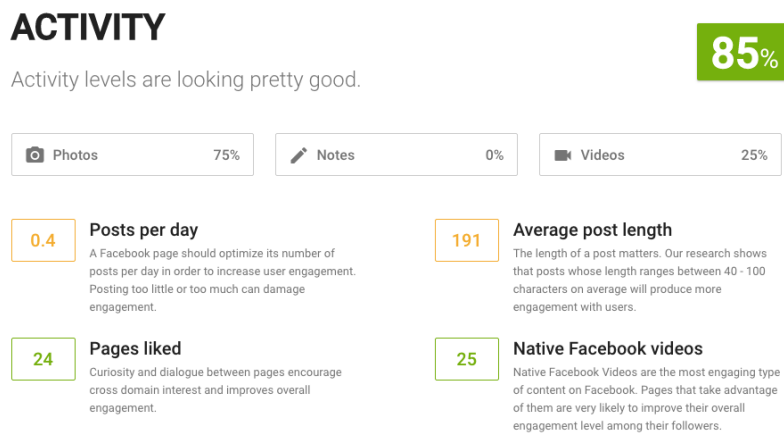 ACTIVITY
85%
Activity levels are looking pretty good.
Photos 75%
Notes 0%
Videos 25%
0.4
Posts per day
A Facebook page should optimize its number of
posts per day in order to increase user engagement.
Posting too little or too much can damage
engagement.
191
Average post length
The length of a post matters. Our research shows
that posts whose length ranges between 40 - 100
characters on average will produce more
engagement with users.
24
Pages liked
Curiosity and dialogue between pages encourage
cross domain interest and improves overall
engagement.
25
Native Facebook videos
Native Facebook Videos are the most engaging type
of content on Facebook. Pages that take advantage
of them are very likely to improve their overall
engagement level among their followers.